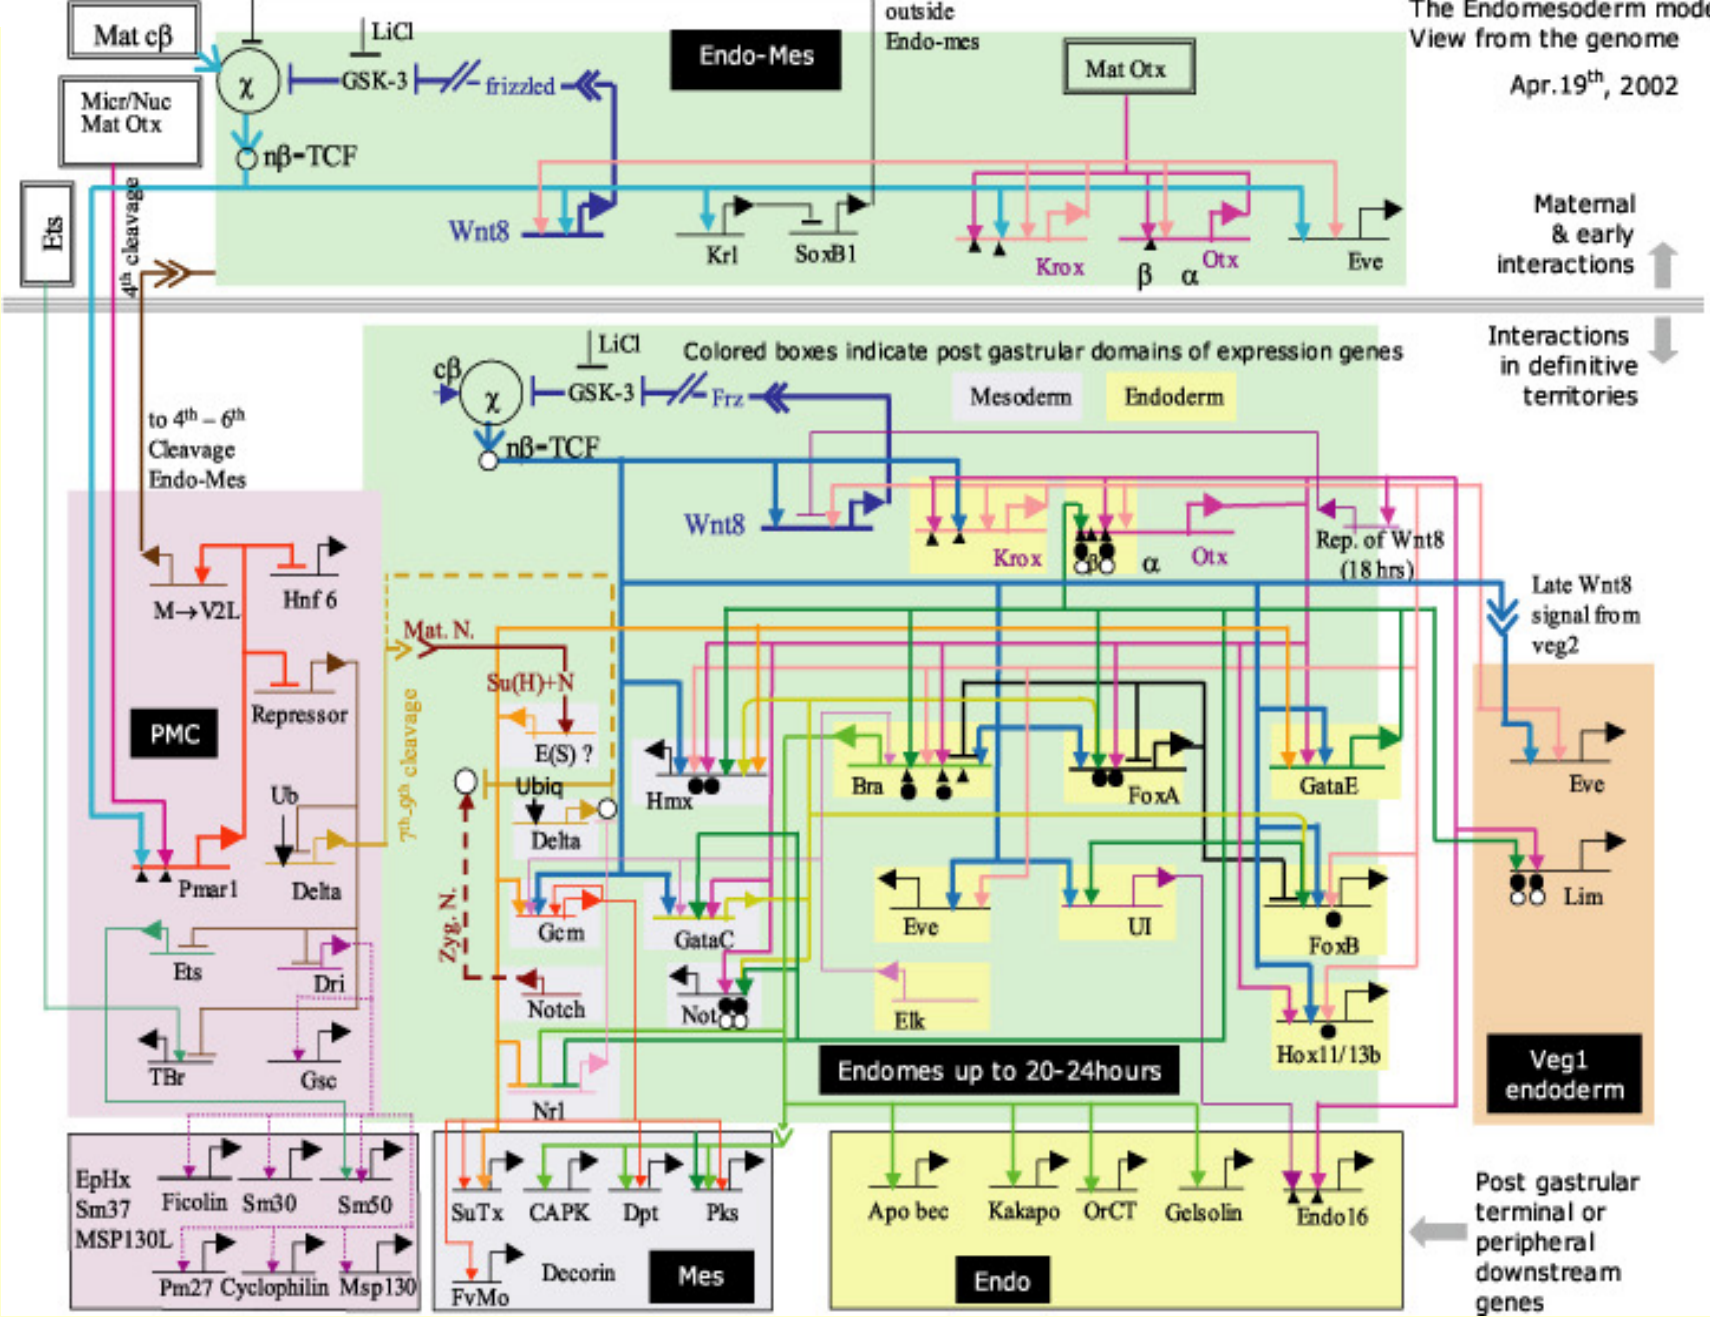 outside
Endo-mes
The Endomesoderm mode
View from the genome
Apr.19th, 2002
Mat cβ
LiCl
Endo-Mes
Mat Otx
χ
GSK-3
frizzled
Micr/Nuc
Mat Otx
nβ-TCF
4th cleavage
Ets
Wnt8
Krl
SoxB1
Krox
β
α
Otx
Eve
Maternal
& early
interactions
Interactions
in definitive
territories
LiCl
Colored boxes indicate post gastrular domains of expression genes
cβ
χ
GSK-3
Frz
Mesoderm
Endoderm
nβ=TCF
to 4th – 6th
Cleavage
Endo-Mes
Wnt8
Krox
β
α
Otx
Rep. of Wnt8
(18 hrs)
Late Wnt8
signal from
veg2
M→V2L
Hnf 6
Mat. N.
Su(H)+N
Repressor
PMC
7th-9th cleavage
E(S) ?
Ubiq
Hmx
Bra
FoxA
GataE
Eve
Ub
Delta
Pmar1
Delta
Gcm
GataC
Eve
UI
FoxB
Lim
Zyg. N.
Ets
Dri
Notch
Not
Elk
Hox11/13b
TBr
Gsc
Nrl
Endomes up to 20-24hours
Veg1
endoderm
EpHx
Sm37
MSP130L
Ficolin
Sm30
Sm50
SuTx
CAPK
Dpt
Pks
Apo bec
Kakapo
OrCT
Gelsolin
Endo16
Pm27
Cyclophilin
Msp130
FvMo
Decorin
Mes
Endo
Post gastrular
terminal or
peripheral
downstream
genes